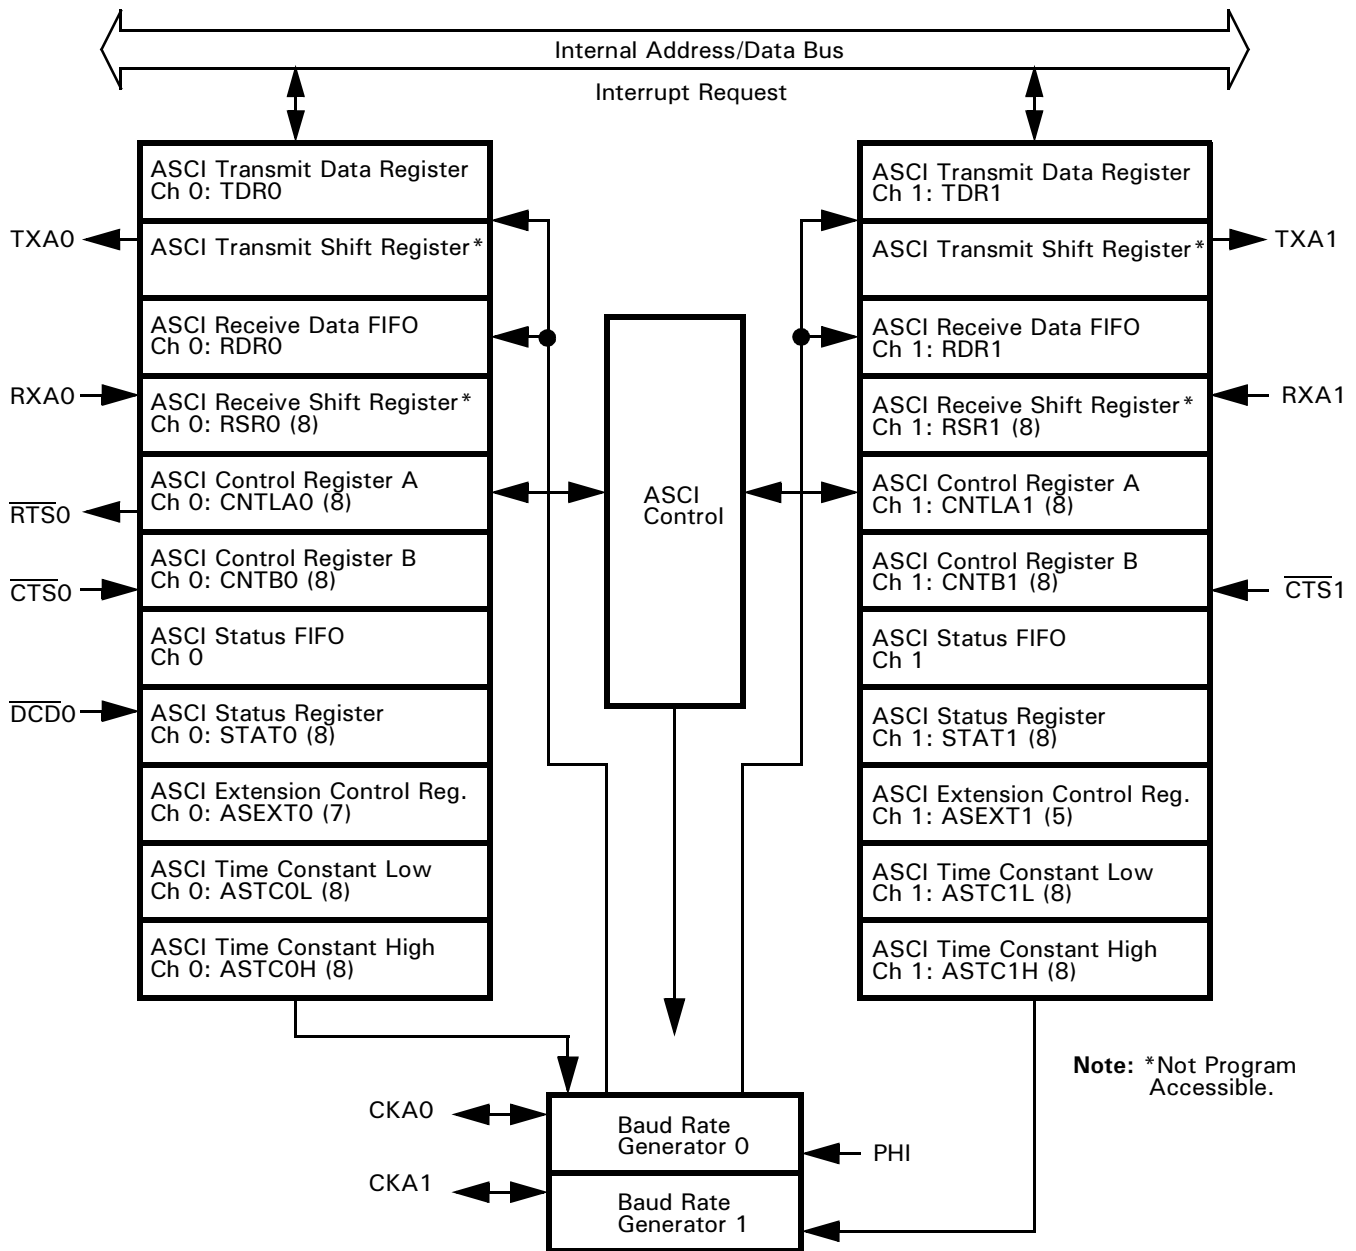 Internal Address/Data Bus
Interrupt Request
ASCI Transmit Data Register
Ch 0: TDR0
ASCI Transmit Shift Register*
ASCI Receive Data FIFO
Ch 0: RDR0
ASCI Receive Shift Register*
Ch 0: RSR0 (8)
ASCI Control Register A
Ch 0: CNTLA0 (8)
ASCI Control Register B
Ch 0: CNTB0 (8)
ASCI Status FIFO
Ch 0
ASCI Status Register
Ch 0: STAT0 (8)
ASCI Extension Control Reg.
Ch 0: ASEXT0 (7)
ASCI Time Constant Low
Ch 0: ASTC0L (8)
ASCI Time Constant High
Ch 0: ASTC0H (8)
TXA0
RXA0
RTS0
CTS0
DCD0
ASCI
Control
ASCI Transmit Data Register
Ch 1: TDR1
ASCI Transmit Shift Register*
ASCI Receive Data FIFO
Ch 1: RDR1
ASCI Receive Shift Register*
Ch 1: RSR1 (8)
ASCI Control Register A
Ch 1: CNTLA1 (8)
ASCI Control Register B
Ch 1: CNTB1 (8)
ASCI Status FIFO
Ch 1
ASCI Status Register
Ch 1: STAT1 (8)
ASCI Extension Control Reg.
Ch 1: ASEXT1 (5)
ASCI Time Constant Low
Ch 1: ASTC1L (8)
ASCI Time Constant High
Ch 1: ASTC1H (8)
TXA1
RXA1
CTS1
Note: *Not Program
Accessible.
CKA0
CKA1
Baud Rate
Generator 0
Baud Rate
Generator 1
PHI